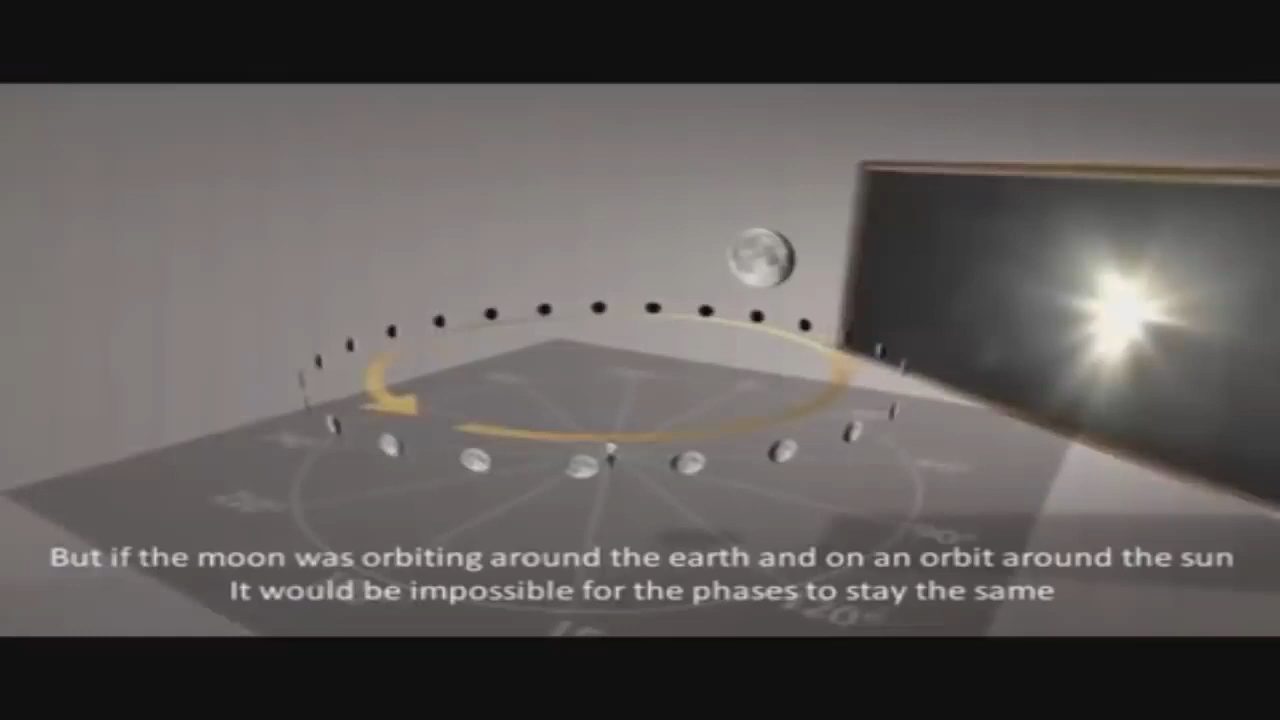 But if the moon was orbiting around the earth and on an orbit around the sun
It would be impossible for the phases to stay the same
120°